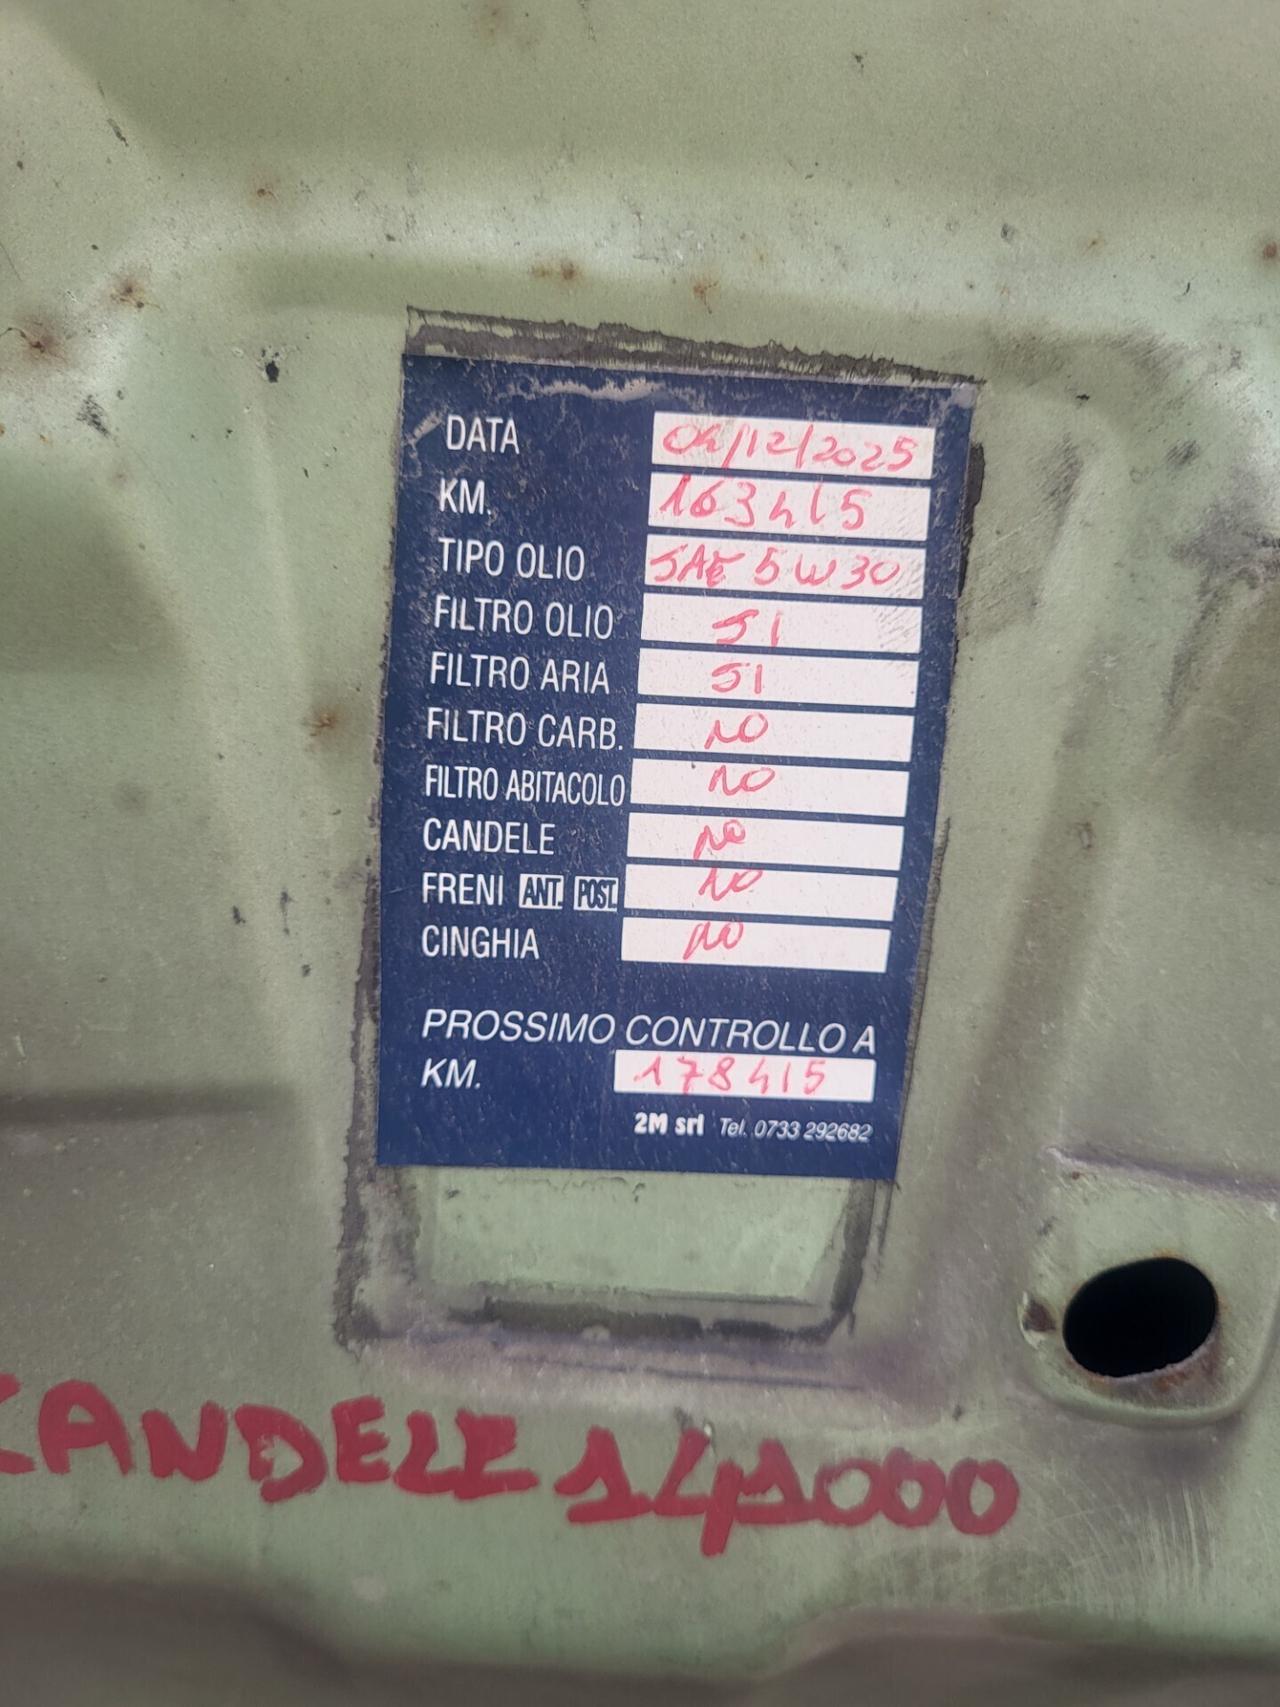 DATA 04/12/2025
KM. 163415
TIPO OLIO SAE 5W30
FILTRO OLIO SI
FILTRO ARIA SI
FILTRO CARB. NO
FILTRO ABITACOLO NO
CANDELE NO
FRENI ANT. POST. NO
CINGHIA NO
PROSSIMO CONTROLLO A
KM. 178415
2M srl Tel. 0733 292682
CANDELE 141000